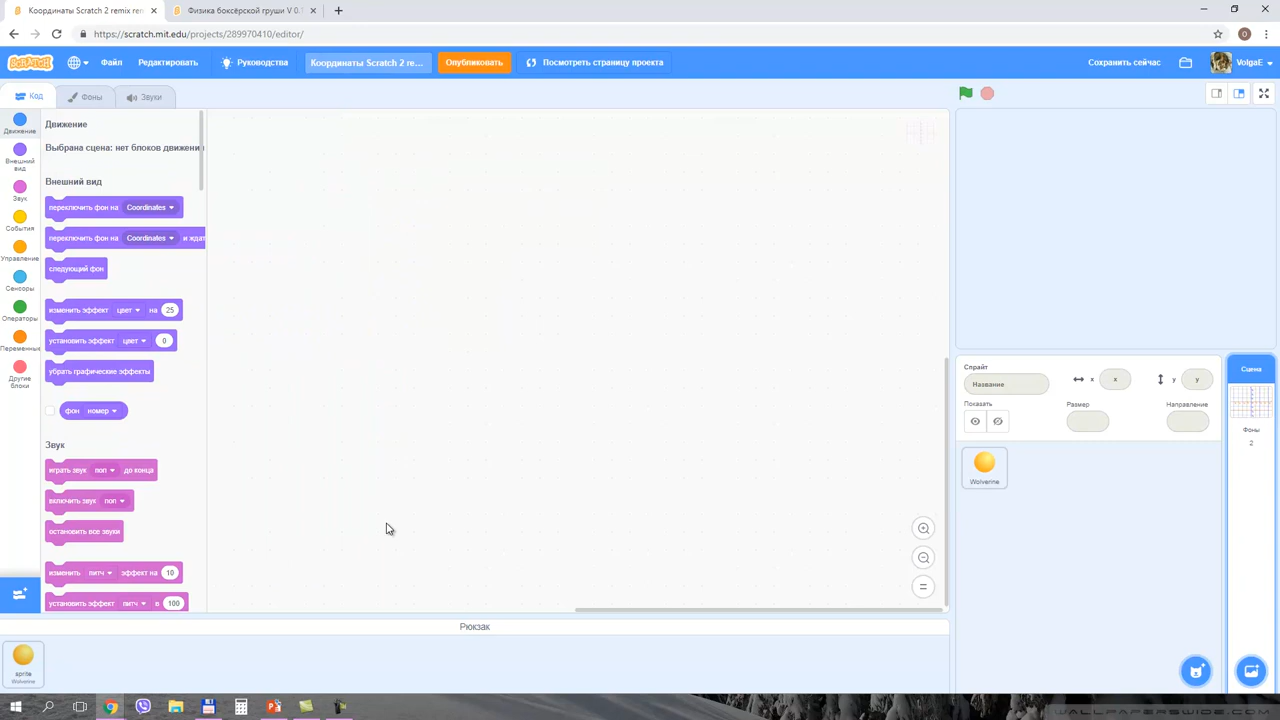 Координаты Scratch 2 remix rem
Физика боксёрской груши V 0.
https://scratch.mit.edu/projects/289970410/editor/
O
SCRATCH
Файл
Редактировать
Руководства
Координаты Scratch 2 re...
Опубликовать
Посмотреть страницу проекта
Сохранить сейчас
VolgaE
Код
Фоны
Звуки
Движение
Внешний
вид
Звук
События
Управление
Сенсоры
Операторы
Переменные
Другие
блоки
Движение
Выбрана сцена: нет блоков движени
Внешний вид
переключить фон на Coordinates
переключить фон на Coordinates и ждат
следующий фон
изменить эффект цвет на 25
установить эффект цвет 0
убрать графические эффекты
фон номер
Звук
играть звук поп до конца
включить звук поп
остановить все звуки
изменить питч эффект на 10
установить эффект питч в 100
Спрайт
Название
x x
y y
Показать
Размер
Направление
Wolverine
Сцена
Фоны
2
Рюкзак
sprite
Wolverine
WALLPAPERSWIDE.COM